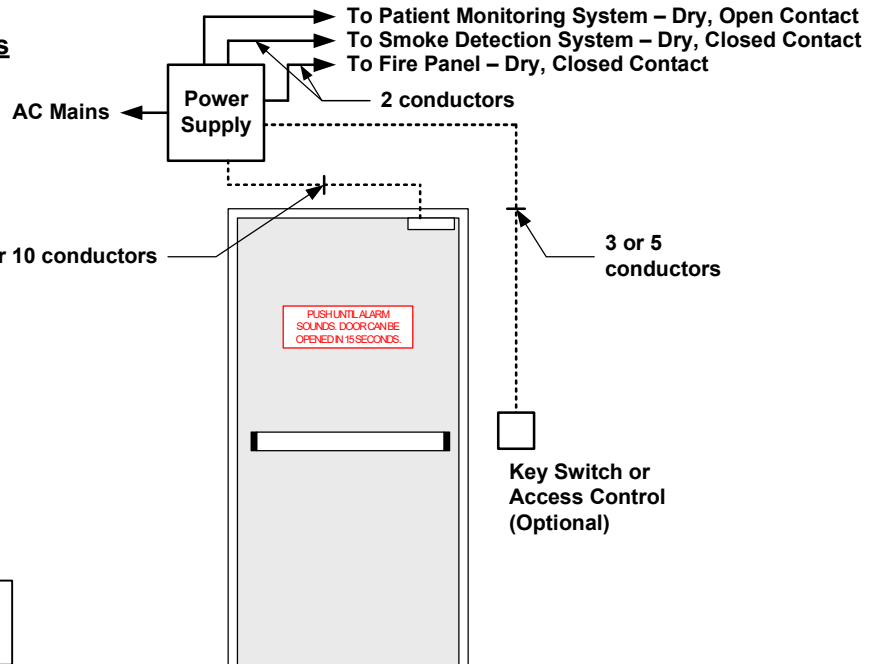 s
To Patient Monitoring System – Dry, Open Contact
To Smoke Detection System – Dry, Closed Contact
To Fire Panel – Dry, Closed Contact
2 conductors
AC Mains
Power
Supply
r 10 conductors
3 or 5
conductors
PUSH UNTIL ALARM
SOUNDS. DOOR CAN BE
OPENED IN 15 SECONDS.
Key Switch or
Access Control
(Optional)